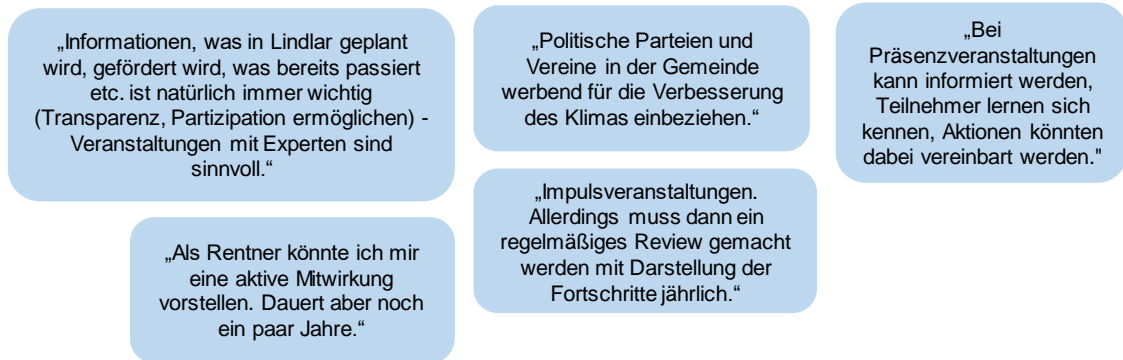 „Informationen, was in Lindlar geplant
wird, gefördert wird, was bereits passiert
etc. ist natürlich immer wichtig
(Transparenz, Partizipation ermöglichen) -
Veranstaltungen mit Experten sind
sinnvoll.“
„Politische Parteien und
Vereine in der Gemeinde
werbend für die Verbesserung
des Klimas einbeziehen.“
„Bei
Präsenzveranstaltungen
kann informiert werden,
Teilnehmer lernen sich
kennen, Aktionen könnten
dabei vereinbart werden."
„Als Rentner könnte ich mir
eine aktive Mitwirkung
vorstellen. Dauert aber noch
ein paar Jahre.“
„Impulsveranstaltungen.
Allerdings muss dann ein
regelmäßiges Review gemacht
werden mit Darstellung der
Fortschritte jährlich.“